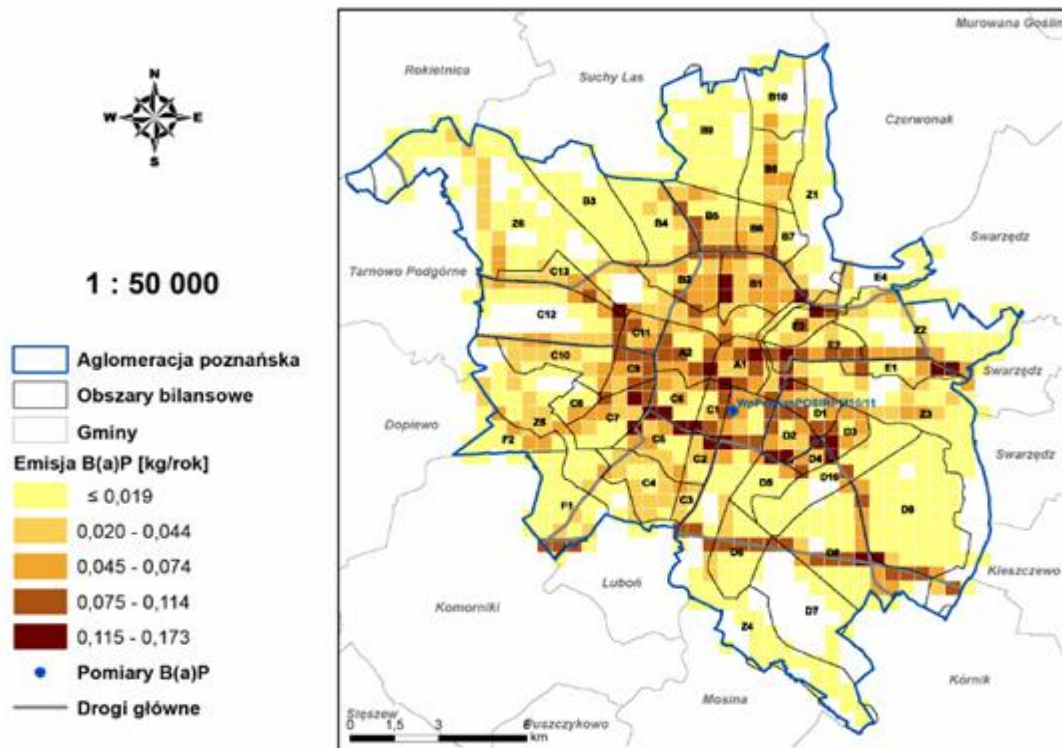 N
W E
S
1 : 50 000
Aglomeracja poznańska
Obszary bilansowe
Gminy
Emisja B(a)P [kg/rok]
≤ 0,019
0,020 - 0,044
0,045 - 0,074
0,075 - 0,114
0,115 - 0,173
Pomiary B(a)P
Drogi główne
Murowana Goślin
Rokietnica
Suchy Las
Czerwonak
Swarzędz
Tarnowo Podgórne
Swarzędz
Dopiewo
Swarzędz
Kleszczewo
Komorniki
Luboń
Kórnik
Mosina
Stęszew
Puszczykowo
B10
B9
B8
Z1
B3
Z6
B4
B5
B6
B7
C13
B2
B1
E4
C12
C11
Z2
C10
A2
A1
E2
E1
C9
C8
C6
C1
C7
D1
Z3
Z5
F2
C5
D2
D3
D4
C2
D5
D10
C4
C3
F1
D7
Z4
0 1,5 3 6
km